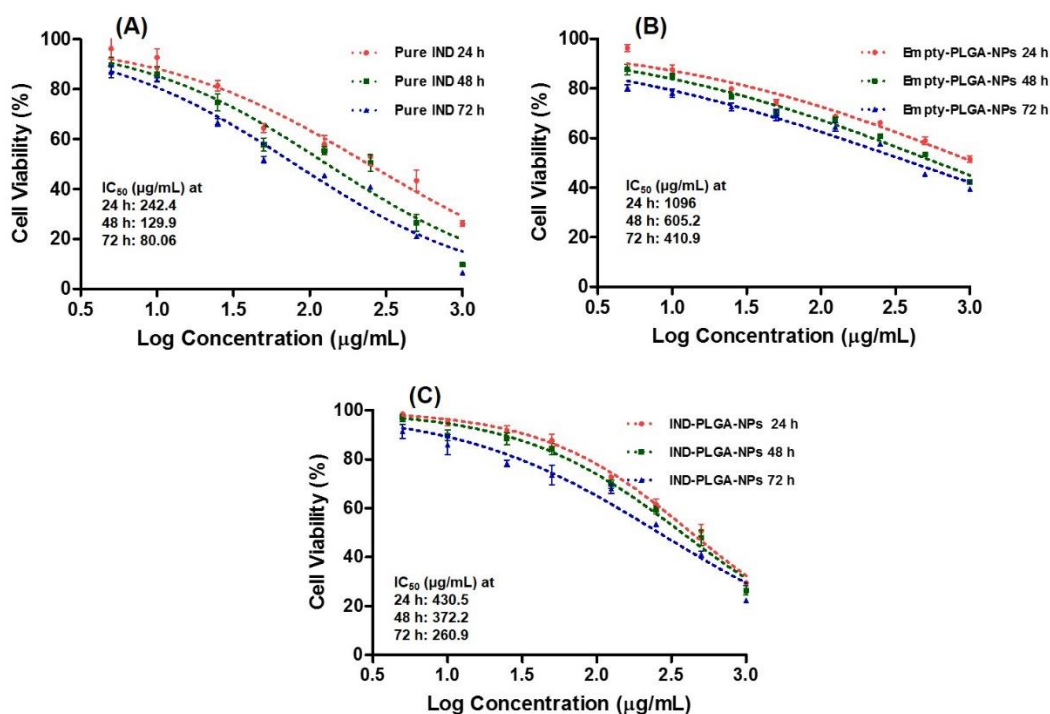 (A)
100
80
60
40
20
0
Cell Viability (%)
Pure IND 24 h
Pure IND 48 h
Pure IND 72 h
IC50 (μg/mL) at
24 h: 242.4
48 h: 129.9
72 h: 80.06
0.5 1.0 1.5 2.0 2.5 3.0
Log Concentration (μg/mL)
(B)
100
80
60
40
20
0
Cell Viability (%)
Empty-PLGA-NPs 24 h
Empty-PLGA-NPs 48 h
Empty-PLGA-NPs 72 h
IC50 (μg/mL) at
24 h: 1096
48 h: 605.2
72 h: 410.9
0.5 1.0 1.5 2.0 2.5 3.0
Log Concentration (μg/mL)
(C)
100
80
60
40
20
0
Cell Viability (%)
IND-PLGA-NPs 24 h
IND-PLGA-NPs 48 h
IND-PLGA-NPs 72 h
IC50 (μg/mL) at
24 h: 430.5
48 h: 372.2
72 h: 260.9
0.5 1.0 1.5 2.0 2.5 3.0
Log Concentration (μg/mL)